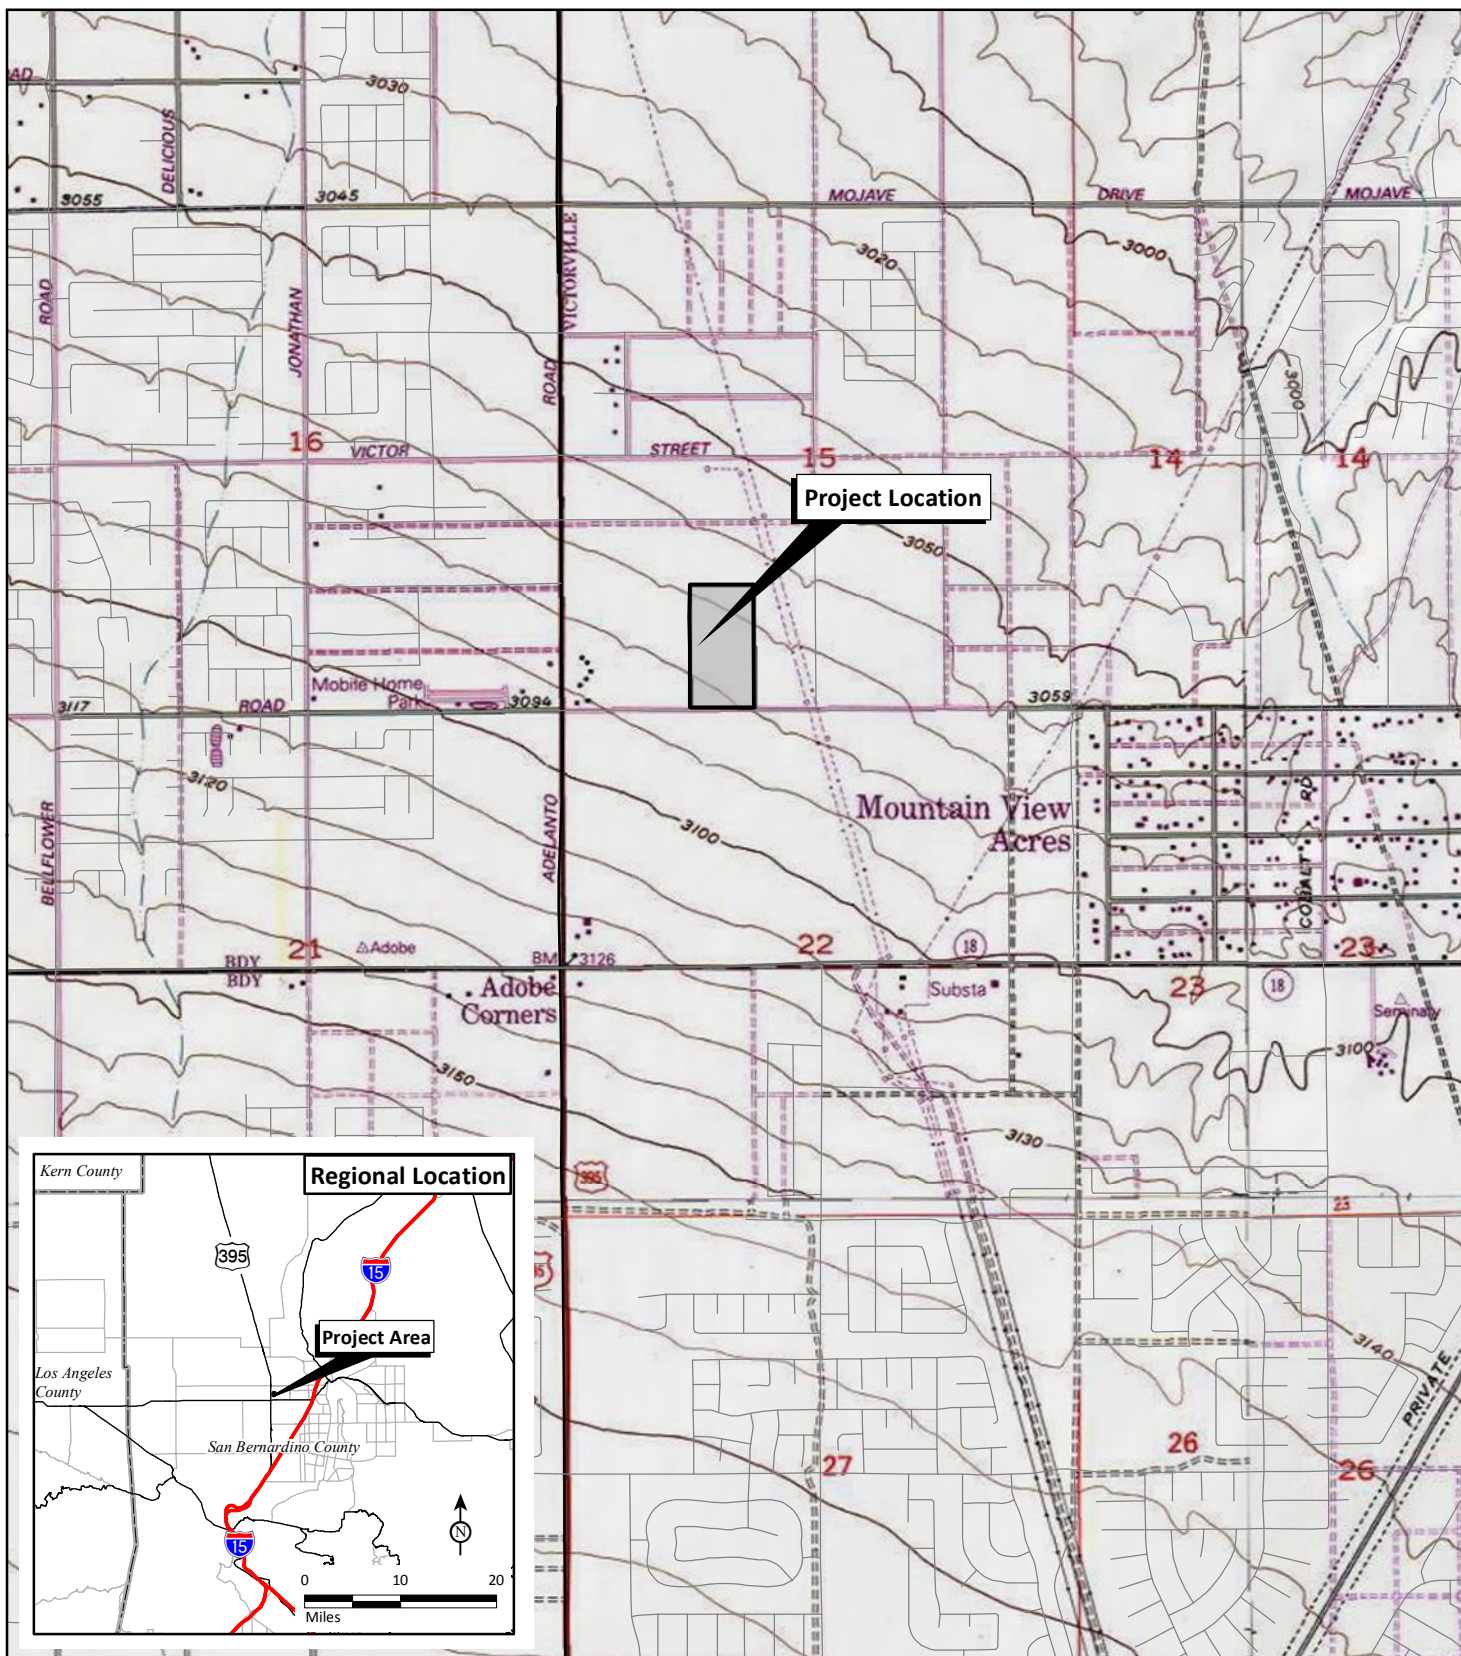 AD
3030
DELICIOUS
3055
3045
MOJAVE
DRIVE
MOJAVE
VICTORVILLE
3020
3000
ROAD
JONATHAN
ROAD
3000
16
VICTOR
STREET
15
14
14
Project Location
3050
Mobile Home
Park
3094
3059
3117
ROAD
3120
BELLFLOWER
ADELANTO
3100
Mountain View
Acres
COBALT RD
21
Adobe
BDY
BDY
BM
3126
22
18
23
23
18
Adobe
Corners
Substa
Seminary
3150
3100
3130
395
23
Regional Location
Kern County
395
15
Project Area
Los Angeles
County
San Bernardino County
N
15
0
10
20
Miles
3140
PRIVATE
27
26
26